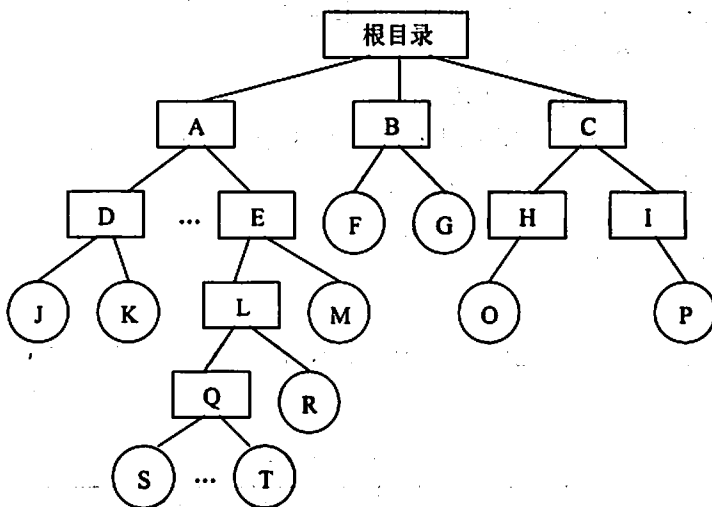 根目录
A B C
D ... E F G H I
J K L M O P
Q R
S ... T